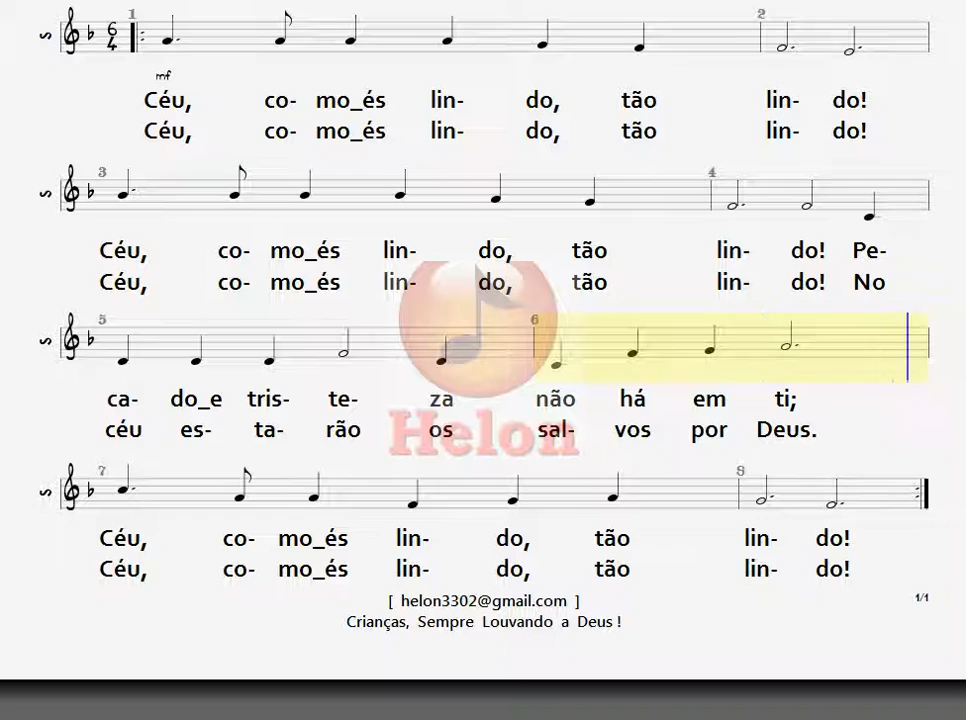 S 1 6 4 2
mf
Céu, co- mo_és lin- do, tão lin- do!
Céu, co- mo_és lin- do, tão lin- do!
S 3 4
Céu, co- mo_és lin- do, tão lin- do! Pe-
Céu, co- mo_és lin- do, tão lin- do! No
S 5 6
ca- do_e tris- te- za não há em ti;
céu es- ta- rão os sal- vos por Deus.
Helon
S 7 8
Céu, co- mo_és lin- do, tão lin- do!
Céu, co- mo_és lin- do, tão lin- do!
[ helon3302@gmail.com ] 1/1
Crianças, Sempre Louvando a Deus !